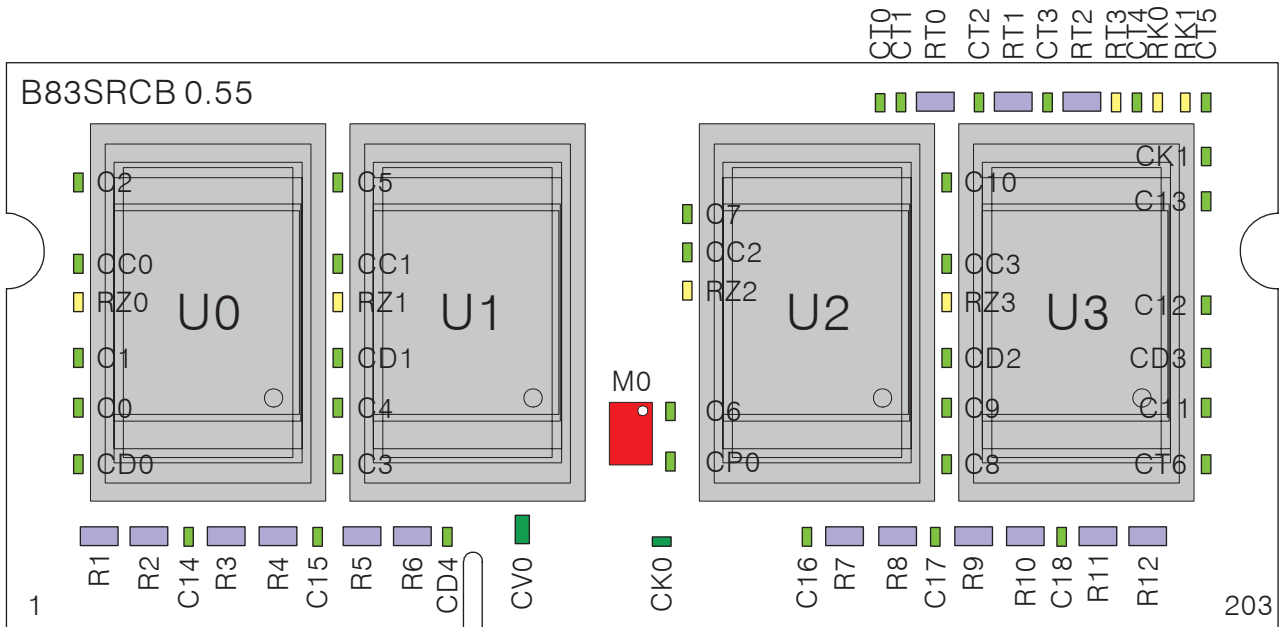 CT0 CT1 RT0 CT2 RT1 CT3 RT2 RT3 CT4 RK0 RK1 CT5
B83SRCB 0.55
CK1
C2 C5 C10
C13
C7
CC2
CC0 CC1 CC3
RZ2
RZ0 RZ1 RZ3 C12
U0 U1 U2 U3
C1 CD1 CD2 CD3
M0
C0 C4 C6 C9 C11
CD0 C3 CP0 C8 CT6
R1 R2 C14 R3 R4 C15 R5 R6 CD4 CV0 CK0 C16 R7 R8 C17 R9 R10 C18 R11 R12
1 203